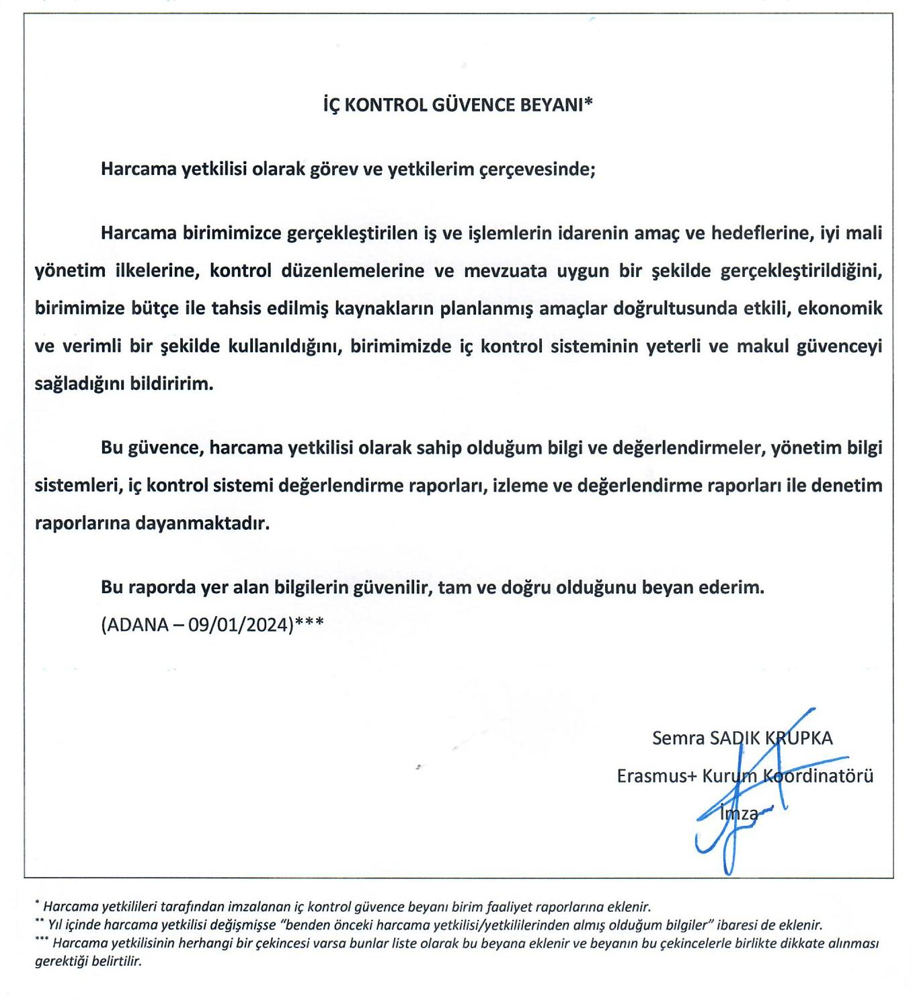 İÇ KONTROL GÜVENCE BEYANI*
Harcama yetkilisi olarak görev ve yetkilerim çerçevesinde;
Harcama birimimizce gerçekleştirilen iş ve işlemlerin idarenin amaç ve hedeflerine, iyi mali
yönetim ilkelerine, kontrol düzenlemelerine ve mevzuata uygun bir şekilde gerçekleştirildiğini,
birimimize bütçe ile tahsis edilmiş kaynakların planlanmış amaçlar doğrultusunda etkili, ekonomik
ve verimli bir şekilde kullanıldığını, birimimizde iç kontrol sisteminin yeterli ve makul güvenceyi
sağladığını bildiririm.
Bu güvence, harcama yetkilisi olarak sahip olduğum bilgi ve değerlendirmeler, yönetim bilgi
sistemleri, iç kontrol sistemi değerlendirme raporları, izleme ve değerlendirme raporları ile denetim
raporlarına dayanmaktadır.
Bu raporda yer alan bilgilerin güvenilir, tam ve doğru olduğunu beyan ederim.
(ADANA – 09/01/2024)***
Semra SADIK KRUPKA
Erasmus+ Kurum Koordinatörü
İmza
* Harcama yetkilileri tarafından imzalanan iç kontrol güvence beyanı birim faaliyet raporlarına eklenir.
** Yıl içinde harcama yetkilisi değişmişse “benden önceki harcama yetkilisi/yetkililerinden almış olduğum bilgiler” ibaresi de eklenir.
*** Harcama yetkilisinin herhangi bir çekincesi varsa bunlar liste olarak bu beyana eklenir ve beyanın bu çekincelerle birlikte dikkate alınması
gerektiği belirtilir.